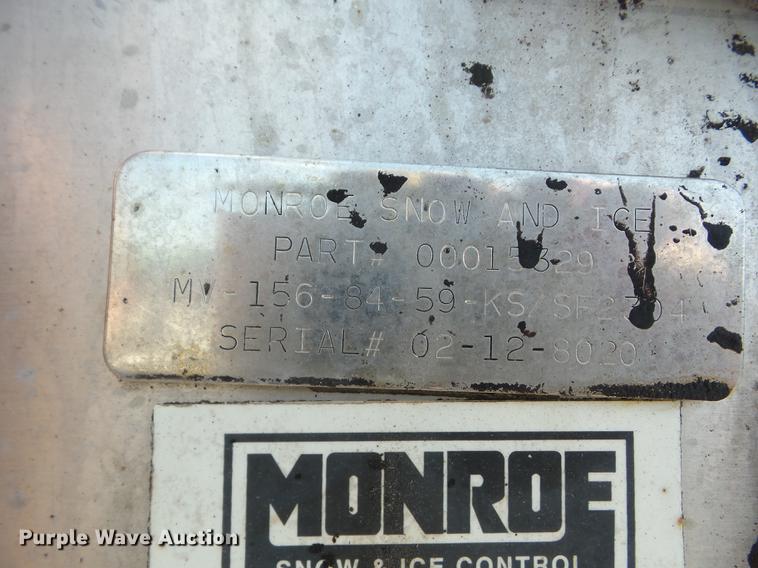 MONROE SNOW AND ICE
PART# 00015329
MV-156-84-59-KS/SF2704
SERIAL# 02-12-8020
MONROE
SNOW & ICE CONTROL
Purple Wave Auction